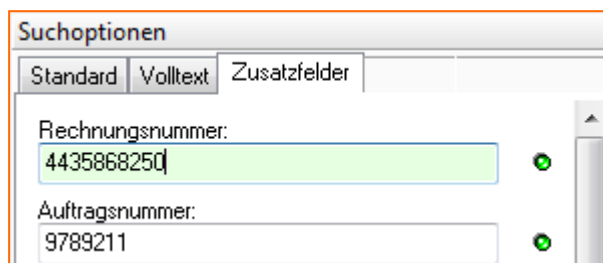 Suchoptionen
Standard Volltext Zusatzfelder
Rechnungsnummer:
4435868250
Auftragsnummer:
9789211